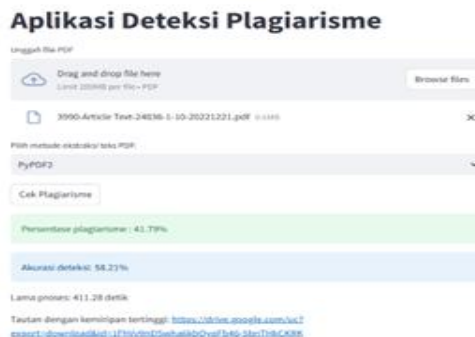 Aplikasi Deteksi Plagiarisme
Unggah file PDF
Drag and drop file here
Limit 200MB per file • PDF
Browse files
3990-Article Text-24036-1-10-20221221.pdf
Pilih metode ekstraksi teks PDF:
PyPDF2
Cek Plagiarisme
Persentase plagiarisme : 41.79%
Akurasi deteksi: 58.21%
Lama proses: 411.28 detik
Tautan dengan kemiripan tertinggi: https://drive.google.com/uc?